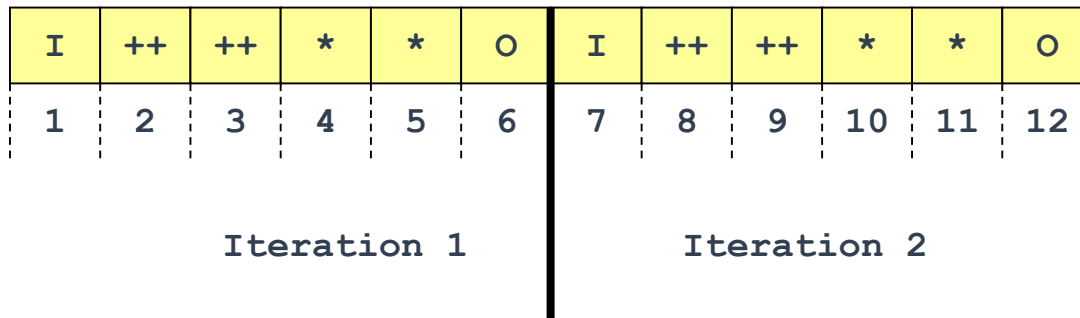 I ++ ++ * * O I ++ ++ * * O
1 2 3 4 5 6 7 8 9 10 11 12
Iteration 1 Iteration 2